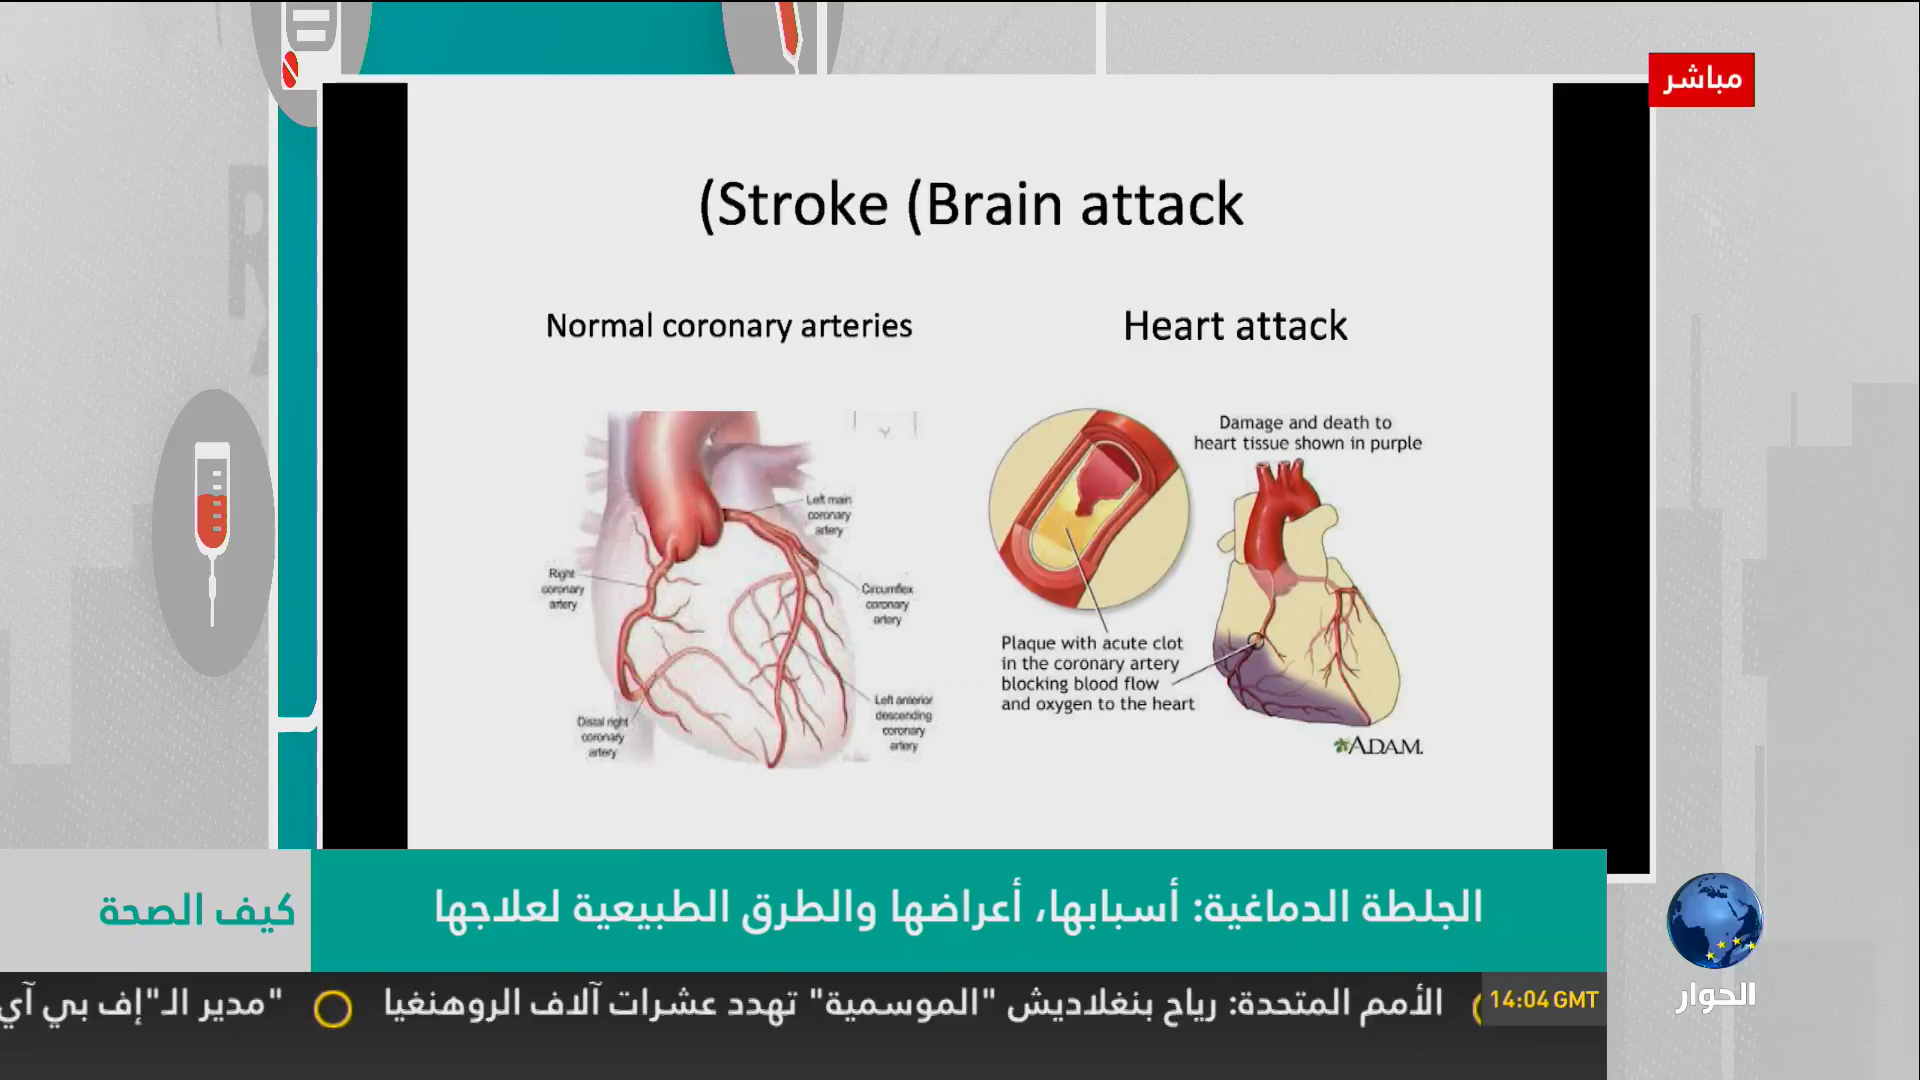 مباشر
(Stroke (Brain attack
Normal coronary arteries
Heart attack
Left main
coronary
artery
Right
coronary
artery
Circumflex
coronary
artery
Left anterior
descending
coronary
artery
Distal right
coronary
artery
Damage and death to
heart tissue shown in purple
Plaque with acute clot
in the coronary artery
blocking blood flow
and oxygen to the heart
ADAM.
الجلطة الدماغية: أسبابها، أعراضها والطرق الطبيعية لعلاجها
كيف الصحة
14:04 GMT
الأمم المتحدة: رياح بنغلاديش "الموسمية" تهدد عشرات آلاف الروهنغيا
"مدير الـ"إف بي آي
الحوار